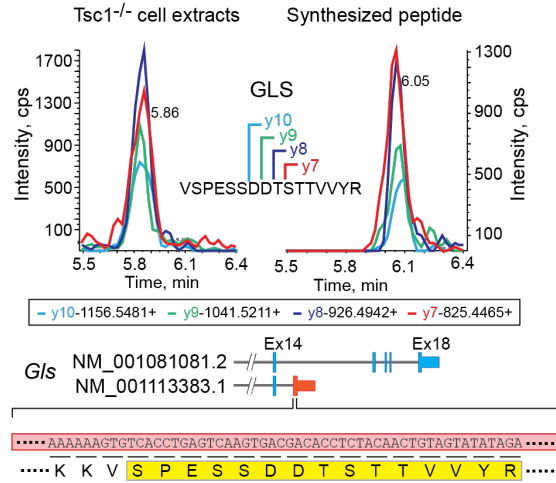 Tsc1-/- cell extracts
Synthesized peptide
Intensity, cps
1700
1300
900
500
100
5.86
5.5
5.8
6.1
6.4
Time, min
GLS
y10
y9
y8
y7
VSPESSDDTSTTVVYR
6.05
1300
900
500
100
Intensity, cps
5.5
6.1
6.4
Time, min
y10-1156.5481+ y9-1041.5211+ y8-926.4942+ y7-825.4465+
Ex14 Ex18
Gls
NM_001081081.2
NM_001113383.1
AAAAAAGTGTCACCTGAGTCAAGTGACGACACCTCTACAACTGTAGTATATAGA
K K V S P E S S D D T S T T V V Y R